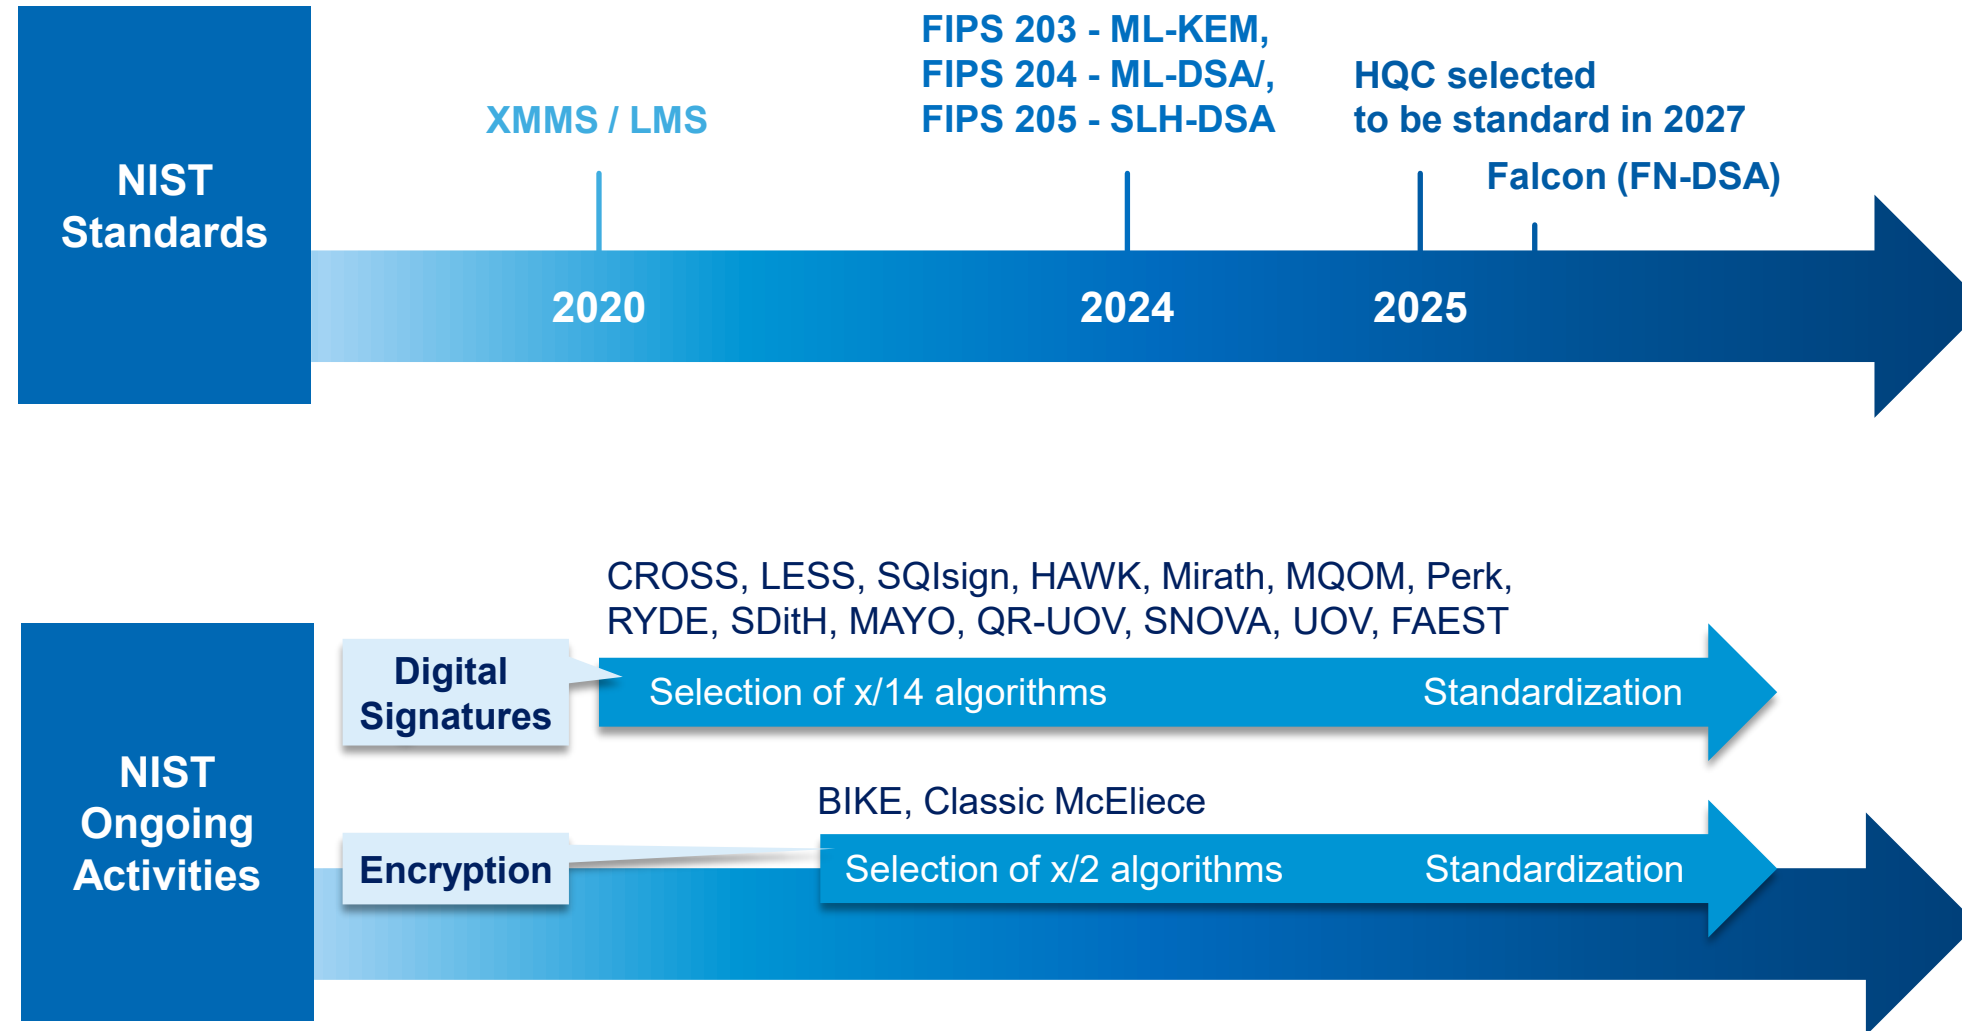 NIST
Standards
XMMS / LMS
FIPS 203 - ML-KEM,
FIPS 204 - ML-DSA/,
FIPS 205 - SLH-DSA
HQC selected
to be standard in 2027
Falcon (FN-DSA)
2020
2024
2025
NIST
Ongoing
Activities
CROSS, LESS, SQIsign, HAWK, Mirath, MQOM, Perk,
RYDE, SDitH, MAYO, QR-UOV, SNOVA, UOV, FAEST
Digital
Signatures
Selection of x/14 algorithms
Standardization
BIKE, Classic McEliece
Encryption
Selection of x/2 algorithms
Standardization